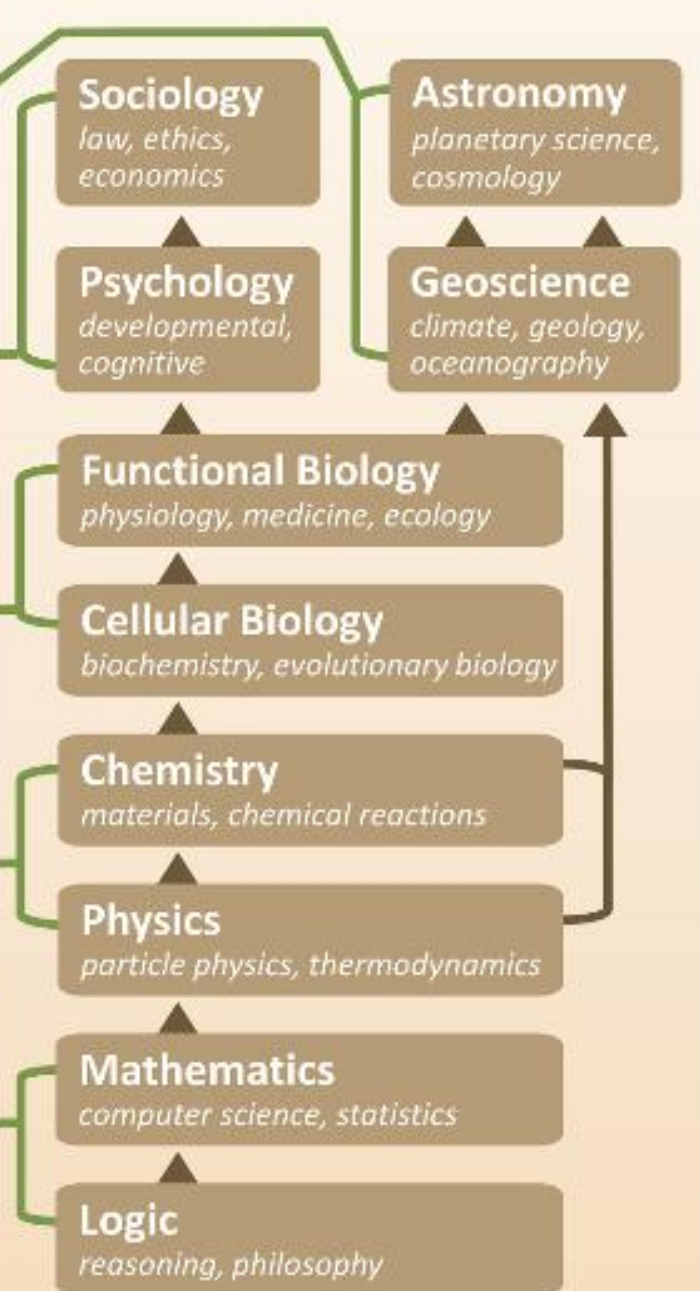 Sociology
law, ethics,
economics
Astronomy
planetary science,
cosmology
Psychology
developmental,
cognitive
Geoscience
climate, geology,
oceanography
Functional Biology
physiology, medicine, ecology
Cellular Biology
biochemistry, evolutionary biology
Chemistry
materials, chemical reactions
Physics
particle physics, thermodynamics
Mathematics
computer science, statistics
Logic
reasoning, philosophy